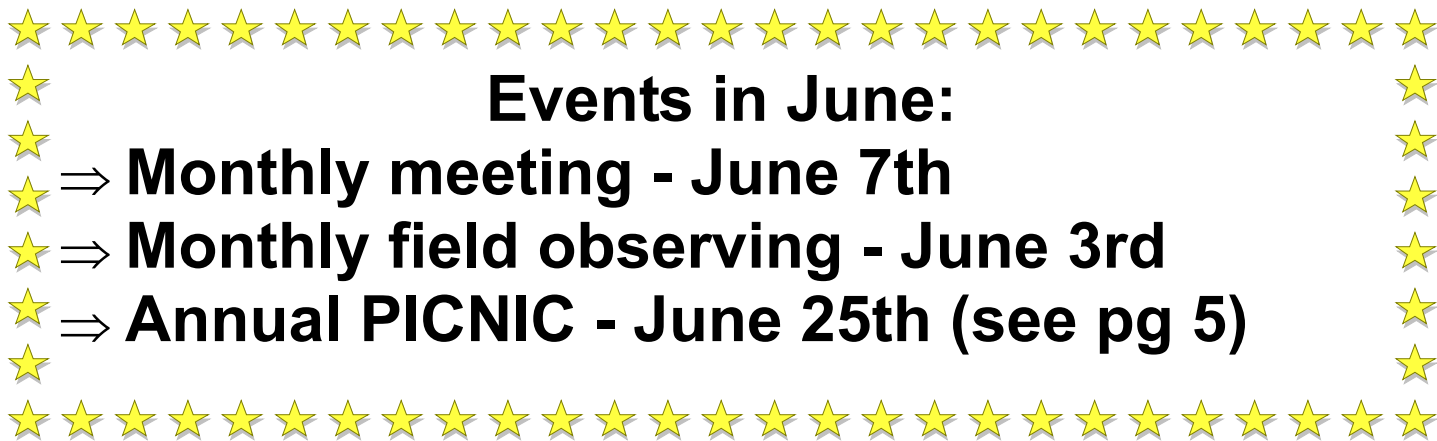 Events in June:
⇒ Monthly meeting - June 7th
⇒ Monthly field observing - June 3rd
⇒ Annual PICNIC - June 25th (see pg 5)